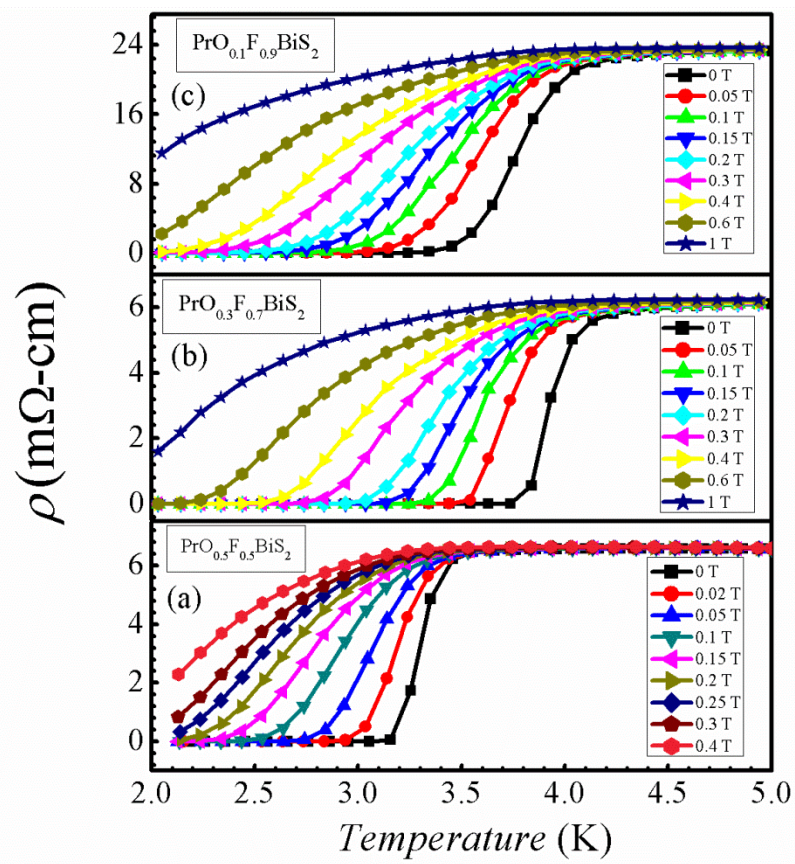 PrO0.1F0.9BiS2
(c)
24
16
8
0
0 T
0.05 T
0.1 T
0.15 T
0.2 T
0.3 T
0.4 T
0.6 T
1 T
PrO0.3F0.7BiS2
(b)
6
4
2
0
0 T
0.05 T
0.1 T
0.15 T
0.2 T
0.3 T
0.4 T
0.6 T
1 T
PrO0.5F0.5BiS2
(a)
6
4
2
0
0 T
0.02 T
0.05 T
0.1 T
0.15 T
0.2 T
0.25 T
0.3 T
0.4 T
ρ (mΩ-cm)
2.0 2.5 3.0 3.5 4.0 4.5 5.0
Temperature (K)